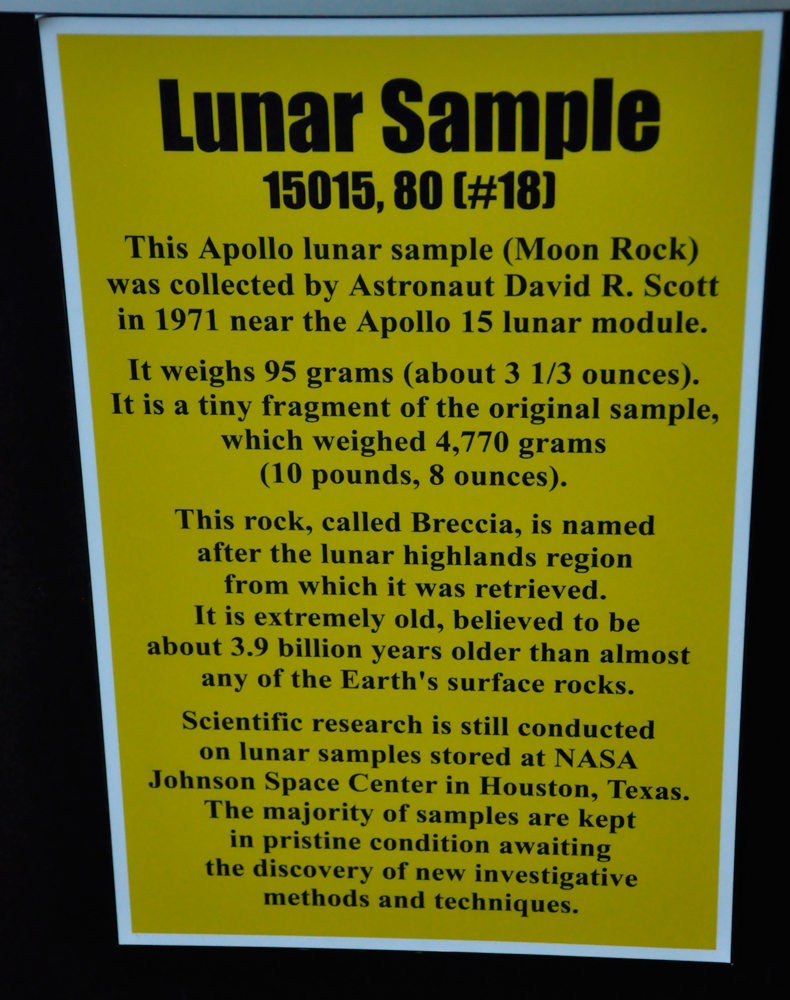 Lunar Sample
15015, 80 (#18)
This Apollo lunar sample (Moon Rock)
was collected by Astronaut David R. Scott
in 1971 near the Apollo 15 lunar module.
It weighs 95 grams (about 3 1/3 ounces).
It is a tiny fragment of the original sample,
which weighed 4,770 grams
(10 pounds, 8 ounces).
This rock, called Breccia, is named
after the lunar highlands region
from which it was retrieved.
It is extremely old, believed to be
about 3.9 billion years older than almost
any of the Earth's surface rocks.
Scientific research is still conducted
on lunar samples stored at NASA
Johnson Space Center in Houston, Texas.
The majority of samples are kept
in pristine condition awaiting
the discovery of new investigative
methods and techniques.